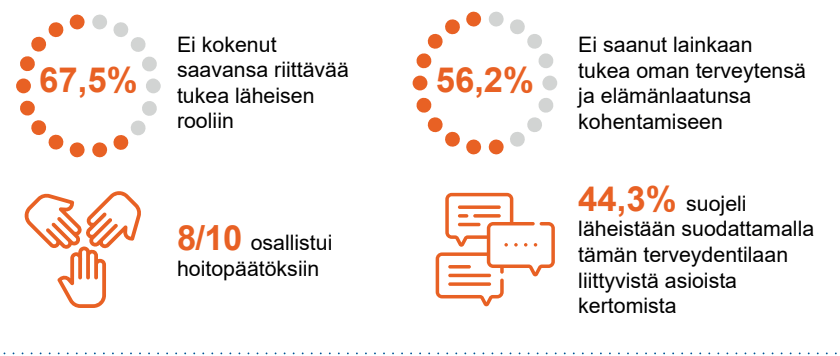 67,5%
Ei kokenut
saavansa riittävää
tukea läheisen
rooliin
56,2%
Ei saanut lainkaan
tukea oman terveytensä
ja elämänlaatunsa
kohentamiseen
8/10 osallistui
hoitopäätöksiin
44,3% suojeli
läheistään suodattamalla
tämän terveydentilaan
liittyvistä asioista
kertomista